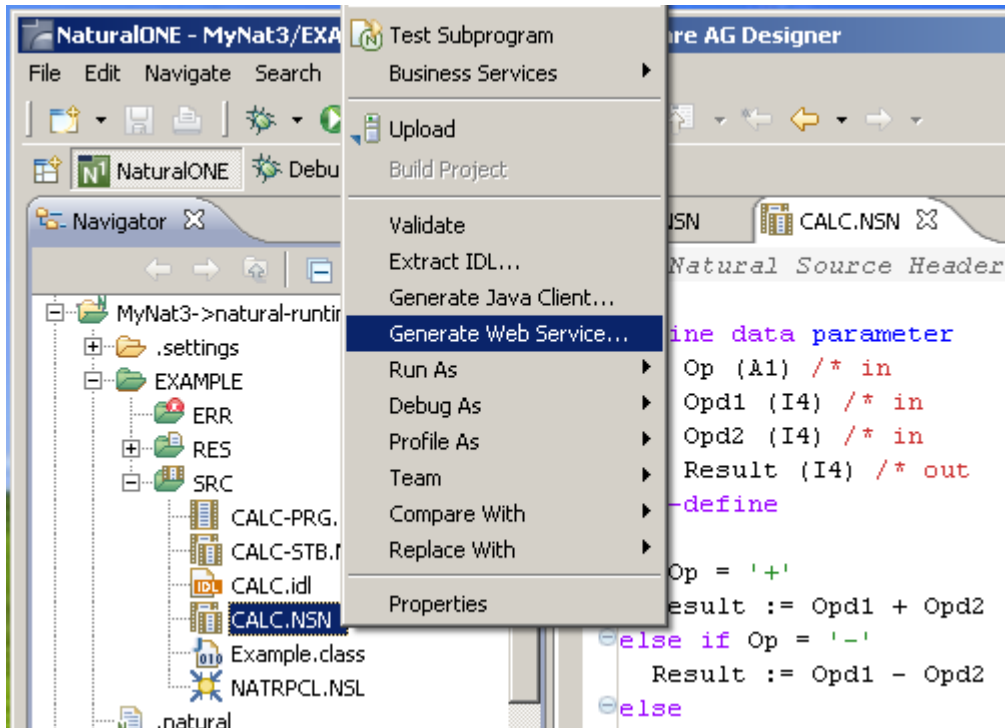 NaturalONE - MyNat3/EXA
re AG Designer
File Edit Navigate Search
NaturalONE Debu
Navigator
MyNat3->natural-runtin
.settings
EXAMPLE
ERR
RES
SRC
CALC-PRG.
CALC-STB.N
IDL CALC.idl
CALC.NSN
010 Example.class
NATRPCL.NSL
.natural
Test Subprogram
Business Services
Upload
Build Project
Validate
Extract IDL...
Generate Java Client...
Generate Web Service...
Run As
Debug As
Profile As
Team
Compare With
Replace With
Properties
NSN CALC.NSN
Natural Source Header
ine data parameter
Op (A1) /* in
Opd1 (I4) /* in
Opd2 (I4) /* in
Result (I4) /* out
-define
Op = '+'
esult := Opd1 + Opd2
else if Op = '-'
Result := Opd1 - Opd2
else